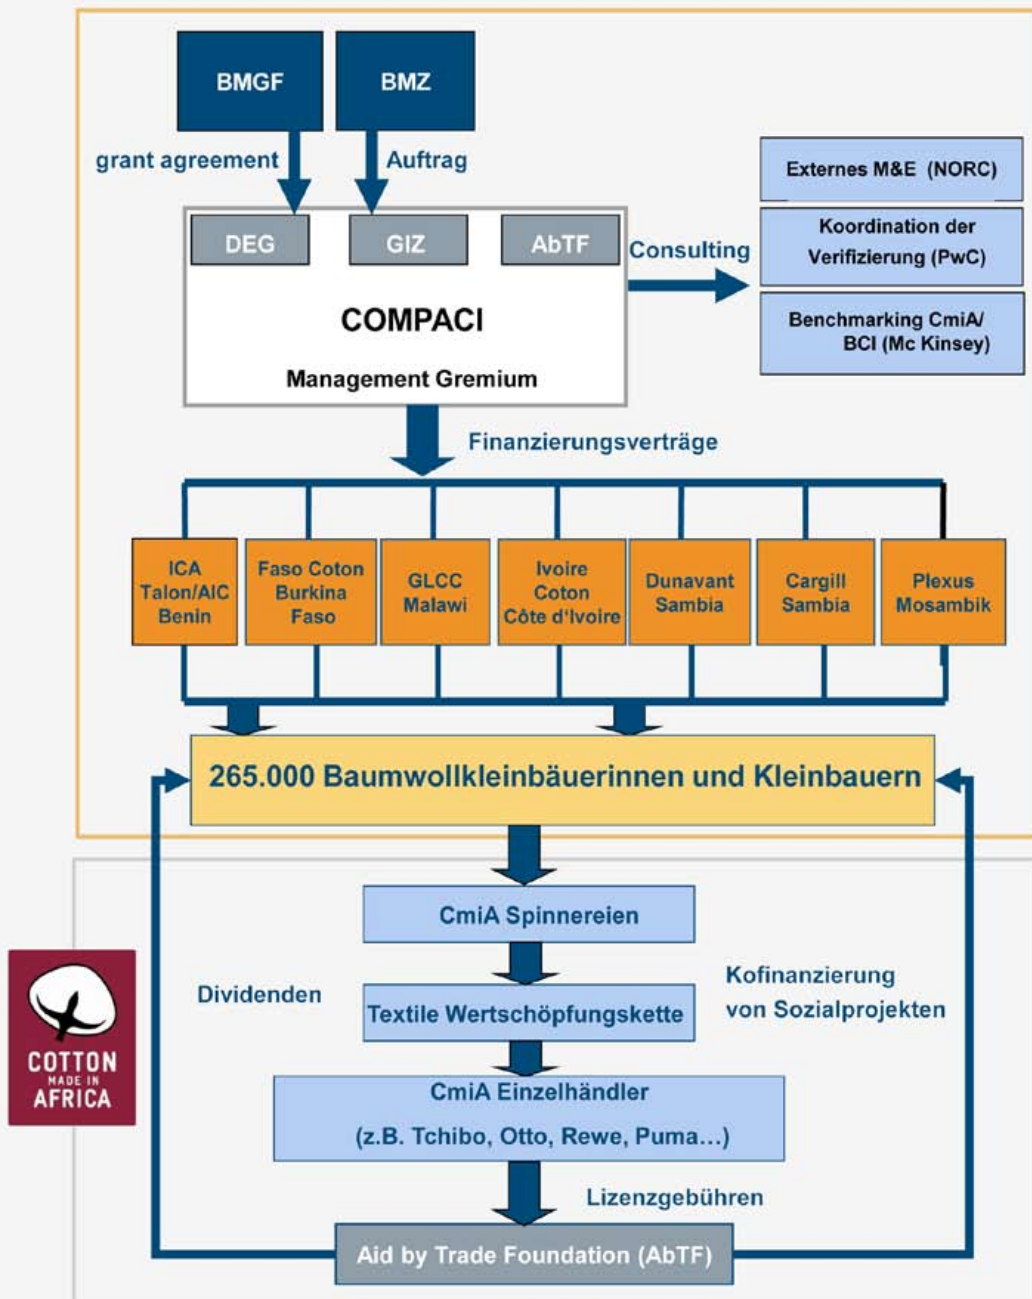 BMGF
BMZ
grant agreement
Auftrag
DEG
GIZ
AbTF
COMPACI
Management Gremium
Consulting
Externes M&E (NORC)
Koordination der
Verifizierung (PwC)
Benchmarking CmiA/
BCI (Mc Kinsey)
Finanzierungsverträge
ICA
Talon/AIC
Benin
Faso Coton
Burkina
Faso
GLCC
Malawi
Ivoire
Coton
Côte d'Ivoire
Dunavant
Sambia
Cargill
Sambia
Plexus
Mosambik
265.000 Baumwollkleinbäuerinnen und Kleinbauern
CmiA Spinnereien
Dividenden
Kofinanzierung
von Sozialprojekten
Textile Wertschöpfungskette
COTTON
MADE IN
AFRICA
CmiA Einzelhändler
(z.B. Tchibo, Otto, Rewe, Puma...)
Lizenzgebühren
Aid by Trade Foundation (AbTF)